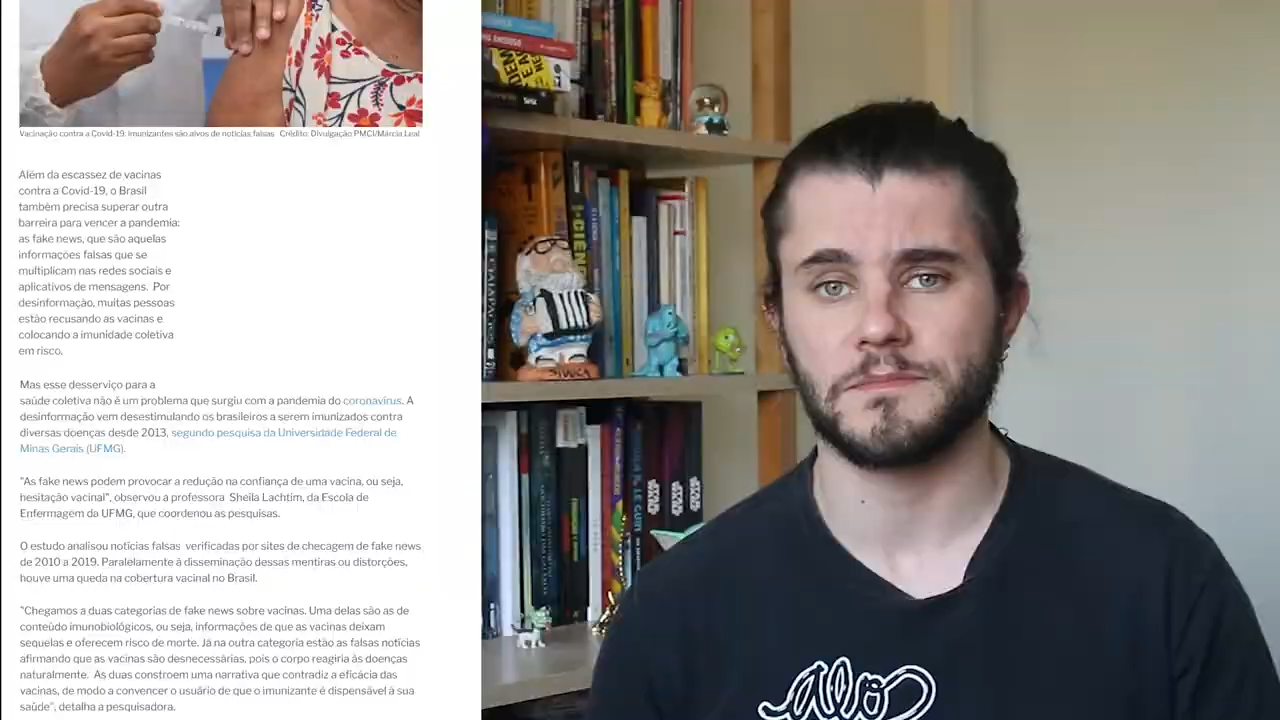 Vacinação contra a Covid-19: Imunizantes são alvos de notícias falsas Crédito: Divulgação PMCI/Márcia Leal
Além da escassez de vacinas
contra a Covid-19, o Brasil
também precisa superar outra
barreira para vencer a pandemia:
as fake news, que são aquelas
informações falsas que se
multiplicam nas redes sociais e
aplicativos de mensagens. Por
desinformação, muitas pessoas
estão recusando as vacinas e
colocando a imunidade coletiva
em risco.
Mas esse desserviço para a
saúde coletiva não é um problema que surgiu com a pandemia do coronavírus. A
desinformação vem desestimulando os brasileiros a serem imunizados contra
diversas doenças desde 2013, segundo pesquisa da Universidade Federal de
Minas Gerais (UFMG).
"As fake news podem provocar a redução na confiança de uma vacina, ou seja,
hesitação vacinal", observou a professora Sheila Lachtim, da Escola de
Enfermagem da UFMG, que coordenou as pesquisas.
O estudo analisou notícias falsas verificadas por sites de checagem de fake news
de 2010 a 2019. Paralelamente à disseminação dessas mentiras ou distorções,
houve uma queda na cobertura vacinal no Brasil.
"Chegamos a duas categorias de fake news sobre vacinas. Uma delas são as de
conteúdo imunobiológicos, ou seja, informações de que as vacinas deixam
sequelas e oferecem risco de morte. Já na outra categoria estão as falsas notícias
afirmando que as vacinas são desnecessárias, pois o corpo reagiria às doenças
naturalmente. As duas constroem uma narrativa que contradiz a eficácia das
vacinas, de modo a convencer o usuário de que o imunizante é dispensável à sua
saúde", detalha a pesquisadora.
STAR WARS
STAR WARS
STAR WARS
alô